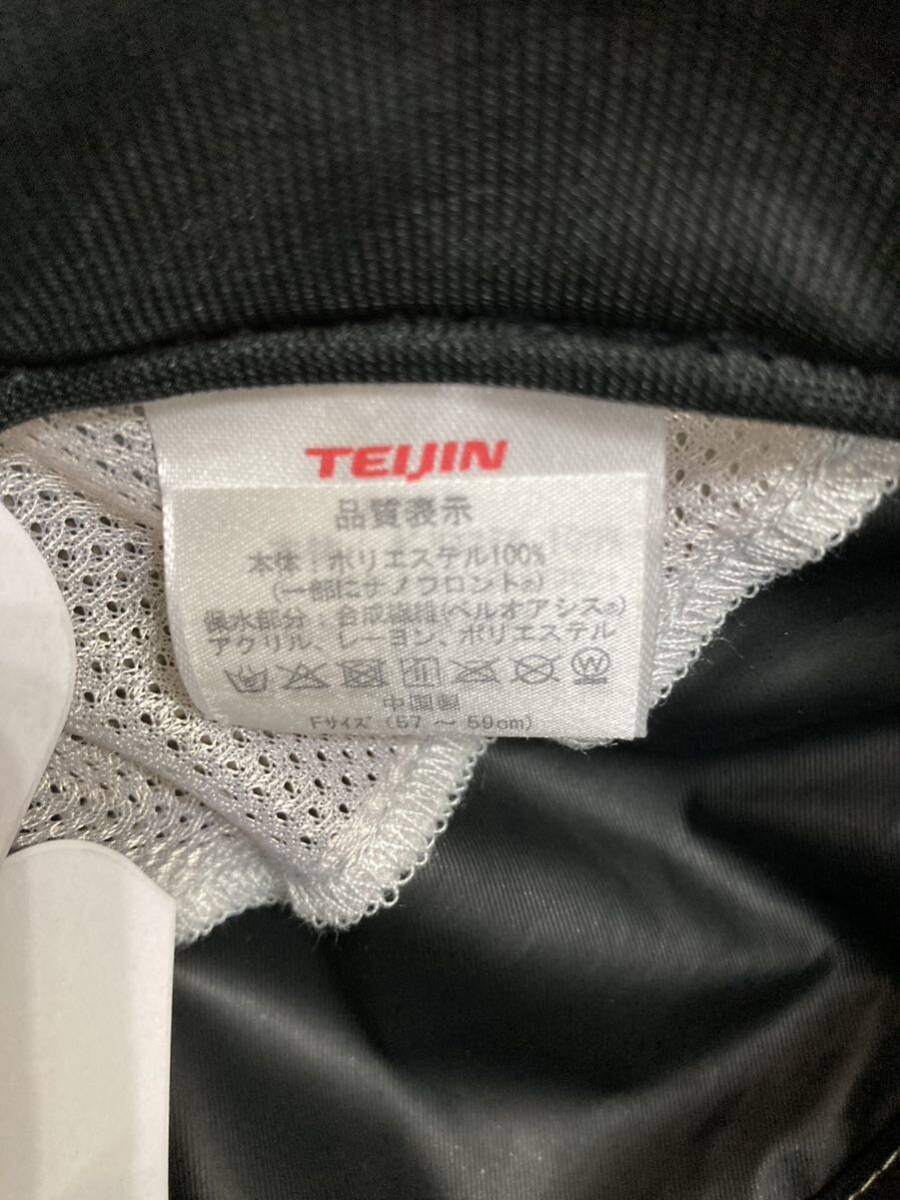 TEIJIN
品質表示
本体：ポリエステル100%
(一部にナノフロント®)
保水部分：合成繊維(ベルオアシス®)
アクリル、レーヨン、ポリエステル
中国製
Fサイズ (57 〜 59cm)